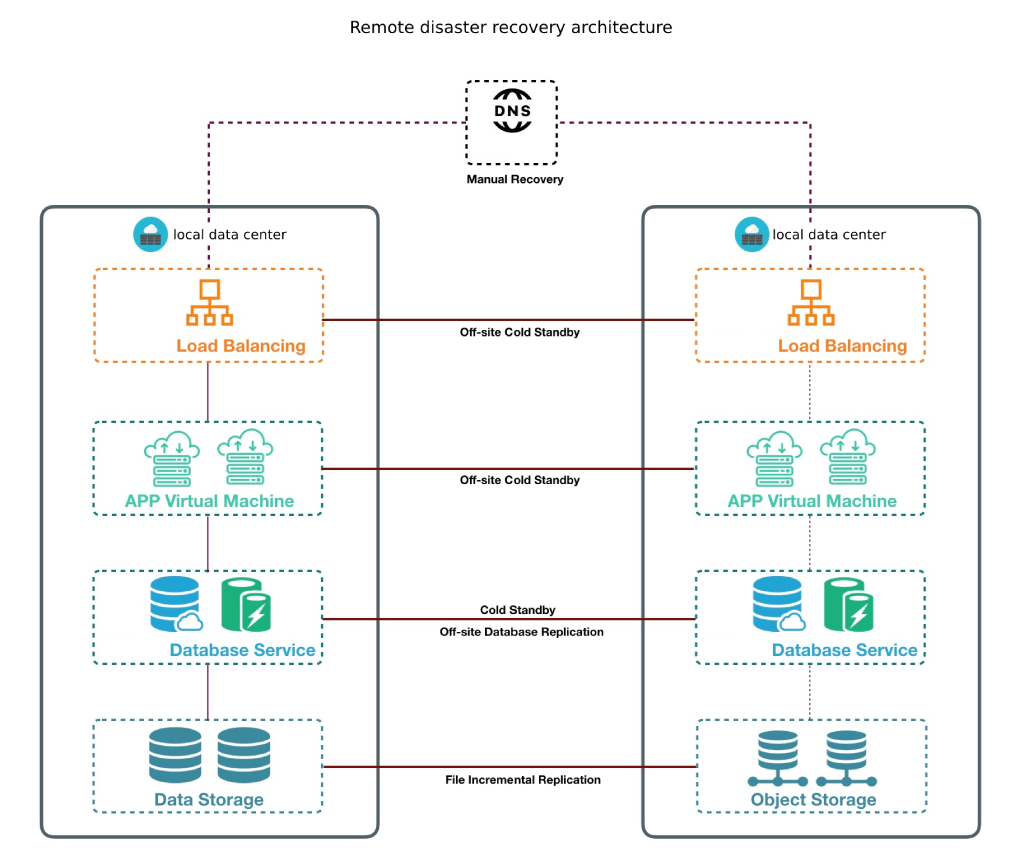 Remote disaster recovery architecture
DNS
Manual Recovery
local data center
local data center
Load Balancing
Off-site Cold Standby
Load Balancing
APP Virtual Machine
Off-site Cold Standby
APP Virtual Machine
Cold Standby
Off-site Database Replication
Database Service
Database Service
Data Storage
File Incremental Replication
Object Storage